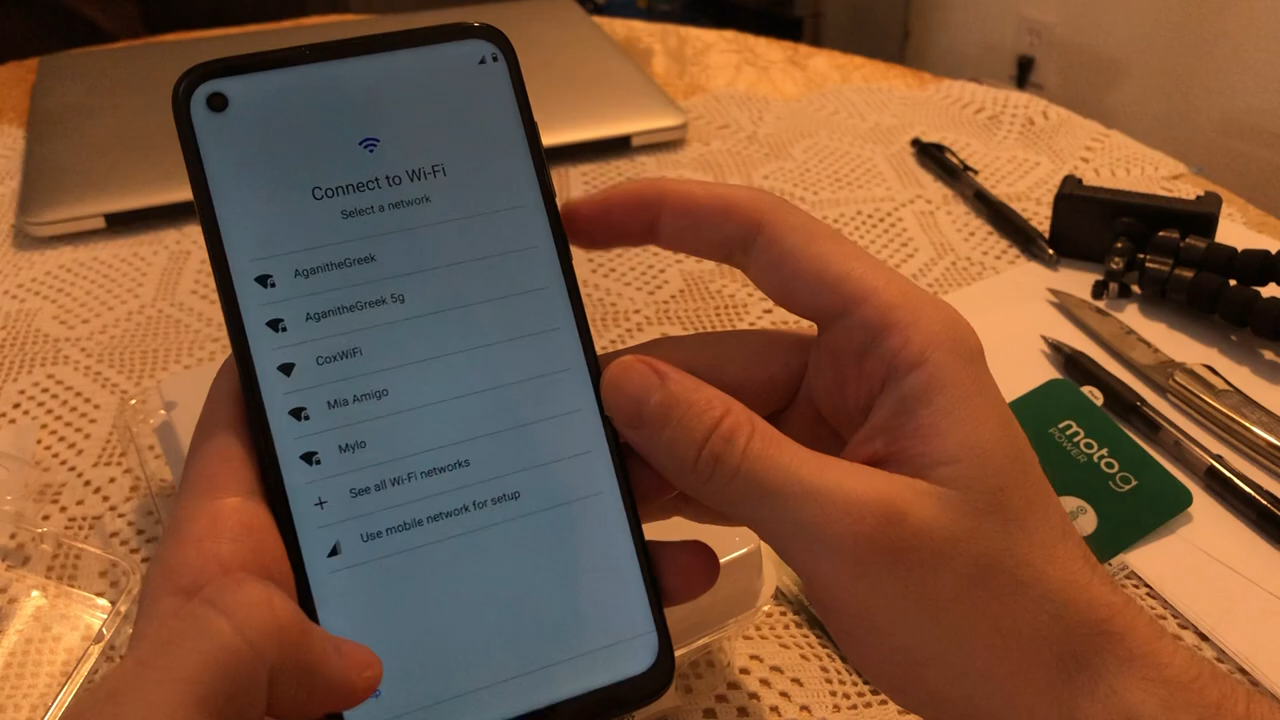 Connect to Wi-Fi
Select a network
AganitheGreek
AganitheGreek 5g
CoxWiFi
Mia Amigo
Mylo
See all Wi-Fi networks
Use mobile network for setup
moto g
POWER